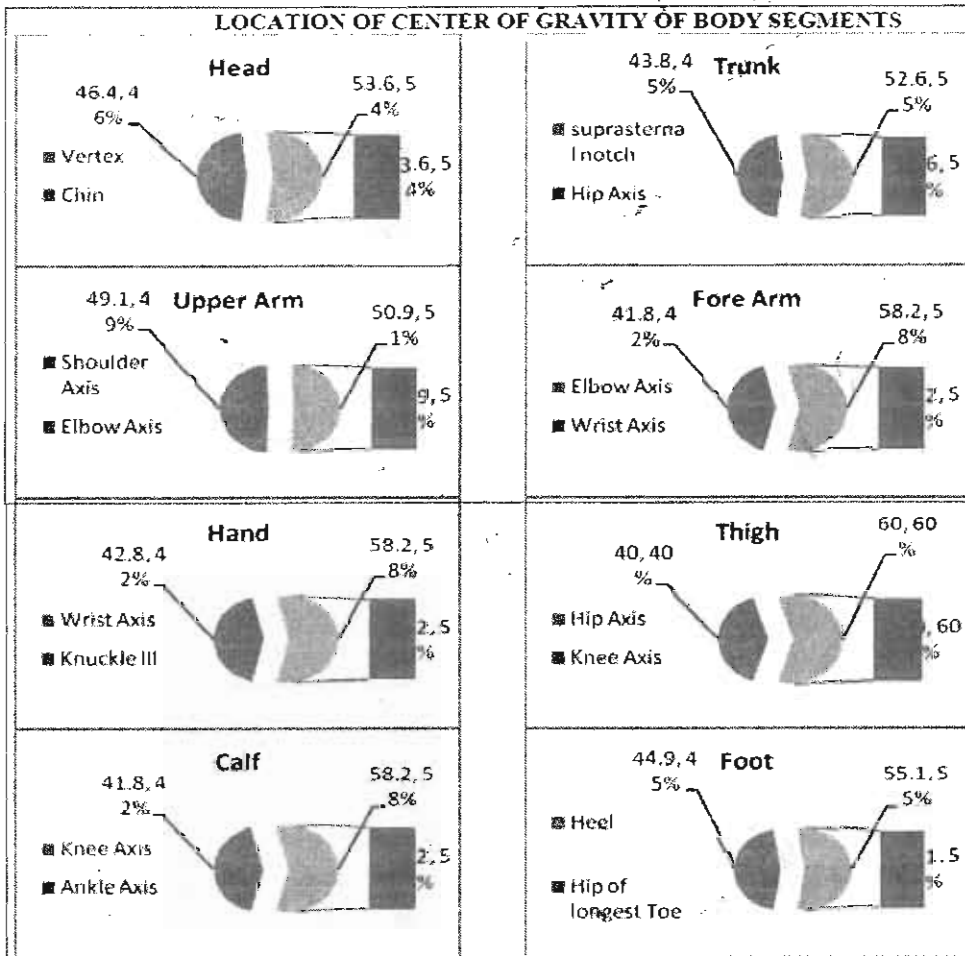 LOCATION OF CENTER OF GRAVITY OF BODY SEGMENTS
Head
46.4, 4
6%
53.6, 5
4%
Vertex
Chin
3.6, 5
4%
Trunk
43.8, 4
5%
52.6, 5
5%
suprasterna
l notch
Hip Axis
6, 5
%
Upper Arm
49.1, 4
9%
50.9, 5
1%
Shoulder
Axis
Elbow Axis
9, 5
%
Fore Arm
41.8, 4
2%
58.2, 5
8%
Elbow Axis
Wrist Axis
2, 5
%
Hand
42.8, 4
2%
58.2, 5
8%
Wrist Axis
Knuckle III
2, 5
%
Thigh
40, 40
%
60, 60
%
Hip Axis
Knee Axis
, 60
%
Calf
41.8, 4
2%
58.2, 5
8%
Knee Axis
Ankle Axis
2, 5
%
Foot
44.9, 4
5%
55.1, 5
5%
Heel
Hip of
longest Toe
1, 5
%